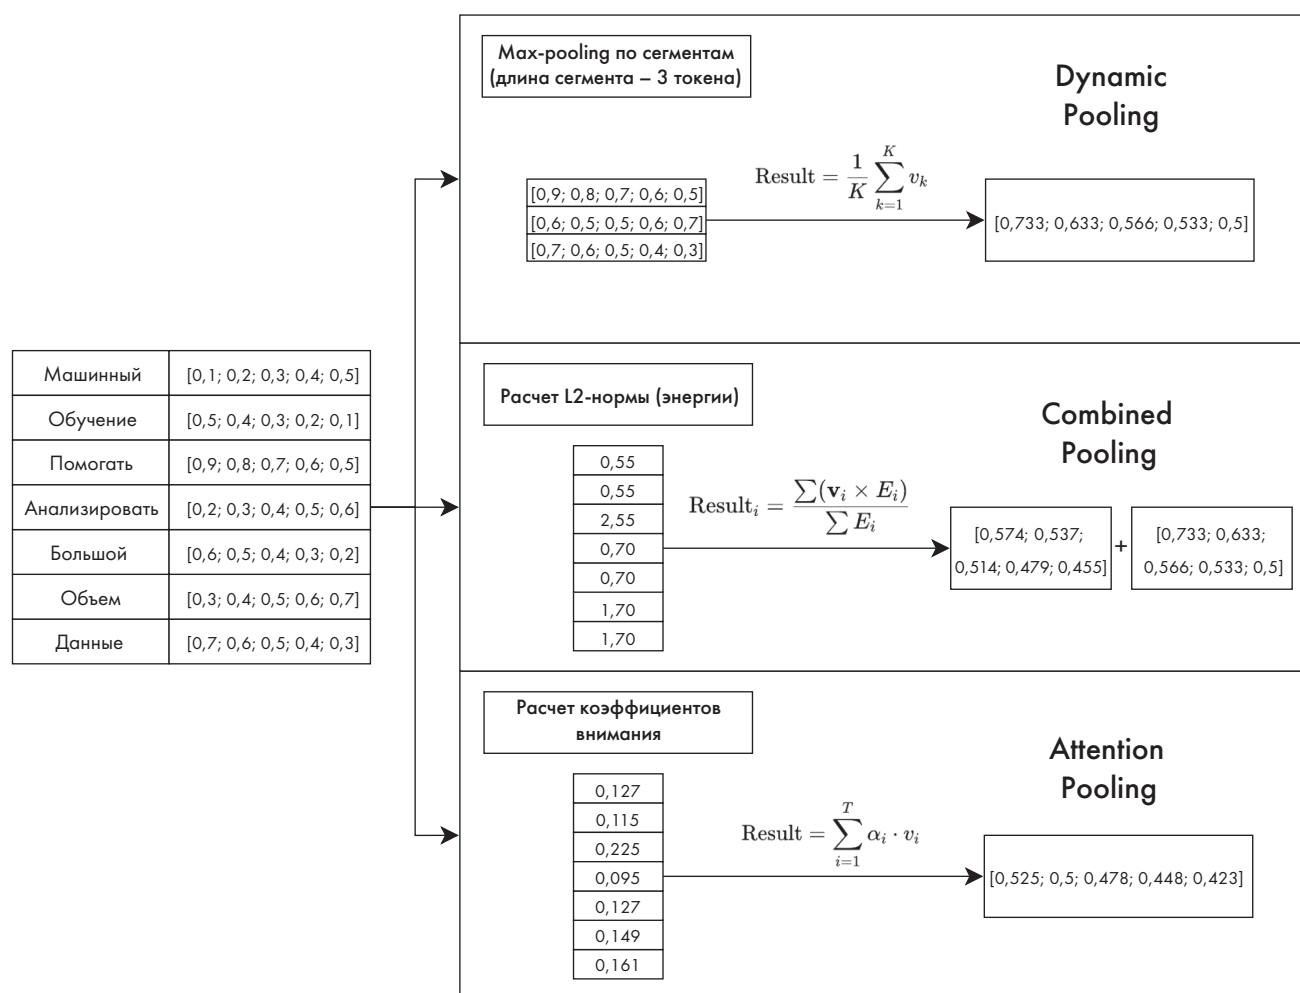 Машинный [0,1; 0,2; 0,3; 0,4; 0,5]
Обучение [0,5; 0,4; 0,3; 0,2; 0,1]
Помогать [0,9; 0,8; 0,7; 0,6; 0,5]
Анализировать [0,2; 0,3; 0,4; 0,5; 0,6]
Большой [0,6; 0,5; 0,4; 0,3; 0,2]
Объем [0,3; 0,4; 0,5; 0,6; 0,7]
Данные [0,7; 0,6; 0,5; 0,4; 0,3]
Max-pooling по сегментам
(длина сегмента – 3 токена)
Dynamic
Pooling
[0,9; 0,8; 0,7; 0,6; 0,5]
[0,6; 0,5; 0,5; 0,6; 0,7]
[0,7; 0,6; 0,5; 0,4; 0,3]
Result = \frac{1}{K} \sum_{k=1}^{K} v_k
[0,733; 0,633; 0,566; 0,533; 0,5]
Расчет L2-нормы (энергии)
Combined
Pooling
0,55
0,55
2,55
0,70
0,70
1,70
1,70
Result_i = \frac{\sum(\mathbf{v}_i × E_i)}{\sum E_i}
[0,574; 0,537;
0,514; 0,479; 0,455]
+
[0,733; 0,633;
0,566; 0,533; 0,5]
Расчет коэффициентов
внимания
Attention
Pooling
0,127
0,115
0,225
0,095
0,127
0,149
0,161
Result = \sum_{i=1}^{T} α_i · v_i
[0,525; 0,5; 0,478; 0,448; 0,423]